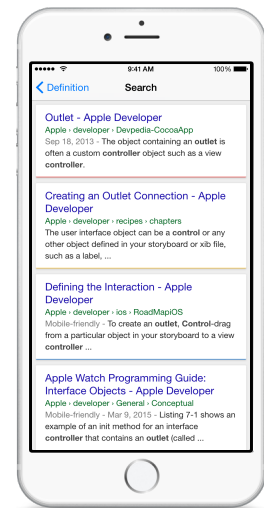 9:41 AM 100%
Definition Search
Outlet - Apple Developer
Apple › developer › Devpedia-CocoaApp
Sep 18, 2013 - The object containing an outlet is
often a custom controller object such as a view
controller.
Creating an Outlet Connection - Apple
Developer
Apple › developer › recipes › chapters
The user interface object can be a control or any
other object defined in your storyboard or xib file,
such as a label, ...
Defining the Interaction - Apple
Developer
Apple › developer › ios › RoadMapiOS
Mobile-friendly - To create an outlet, Control-drag
from a particular object in your storyboard to a view
controller ...
Apple Watch Programming Guide:
Interface Objects - Apple Developer
Apple › developer › General › Conceptual
Mobile-friendly - Mar 9, 2015 - Listing 7-1 shows an
example of an init method for an interface
controller that contains an outlet (called ...